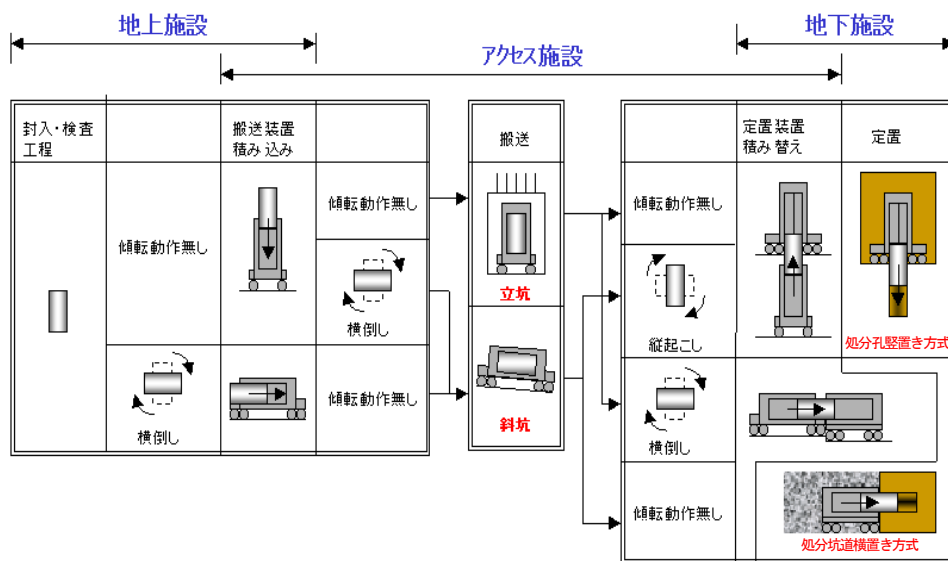 地上施設
地下施設
アクセス施設
封入・検査
工程
搬送装置
積み込み
搬送
定置装置
積み替え
定置
傾転動作無し
傾転動作無し
横倒し
立坑
傾転動作無し
縦起こし
処分孔竪置き方式
横倒し
傾転動作無し
斜坑
横倒し
傾転動作無し
処分坑道横置き方式